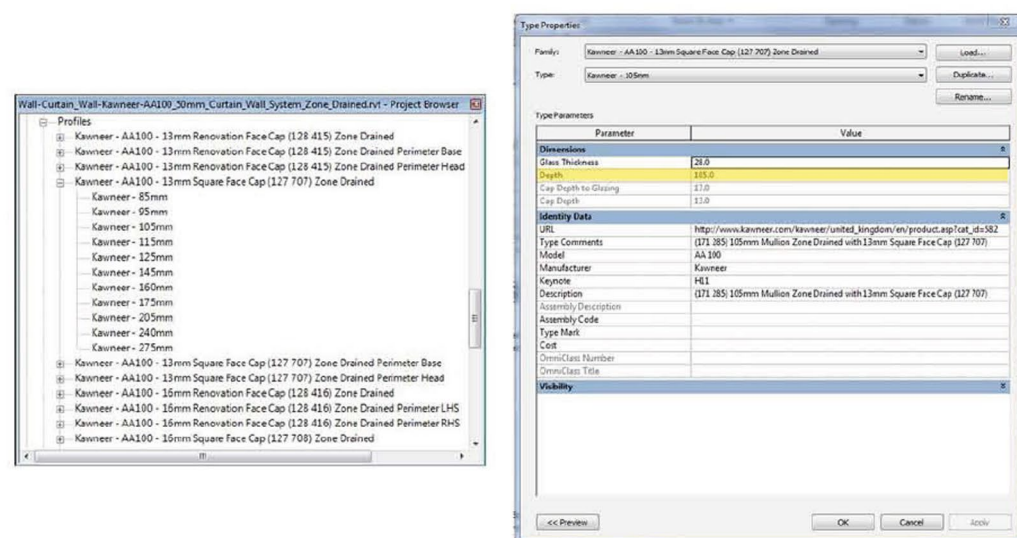 Wall-Curtain_Wall-Kawneer-AA100_50mm_Curtain_Wall_System_Zone_Drained.rvt - Project Browser
Profiles
Kawneer - AA100 - 13mm Renovation Face Cap (128 415) Zone Drained
Kawneer - AA100 - 13mm Renovation Face Cap (128 415) Zone Drained Perimeter Base
Kawneer - AA100 - 13mm Renovation Face Cap (128 415) Zone Drained Perimeter Head
Kawneer - AA100 - 13mm Square Face Cap (127 707) Zone Drained
Kawneer - 85mm
Kawneer - 95mm
Kawneer - 105mm
Kawneer - 115mm
Kawneer - 125mm
Kawneer - 145mm
Kawneer - 160mm
Kawneer - 175mm
Kawneer - 205mm
Kawneer - 240mm
Kawneer - 275mm
Kawneer - AA100 - 13mm Square Face Cap (127 707) Zone Drained Perimeter Base
Kawneer - AA100 - 13mm Square Face Cap (127 707) Zone Drained Perimeter Head
Kawneer - AA100 - 16mm Renovation Face Cap (128 416) Zone Drained
Kawneer - AA100 - 16mm Renovation Face Cap (128 416) Zone Drained Perimeter LHS
Kawneer - AA100 - 16mm Renovation Face Cap (128 416) Zone Drained Perimeter RHS
Kawneer - AA100 - 16mm Square Face Cap (127 708) Zone Drained
Type Properties
Family: Kawneer - AA100 - 13mm Square Face Cap (127 707) Zone Drained Load...
Type: Kawneer - 105mm Duplicate...
Rename...
Type Parameters
Parameter Value
Dimensions
Glass Thickness 28.0
Depth 105.0
Cap Depth to Glazing
Cap Depth 13.0
Identity Data
URL http://www.kawneer.com/kawneer/united_kingdom/en/product.asp?cat_id=582
Type Comments (171 285) 105mm Mullion Zone Drained with 13mm Square Face Cap (127 707)
Model AA 100
Manufacturer Kawneer
Keynote H11
Description (171 285) 105mm Mullion Zone Drained with 13mm Square Face Cap (127 707)
Assembly Description
Assembly Code
Type Mark
Cost
OmniClass Number
OmniClass Title
Visibility
<< Preview OK Cancel Apply